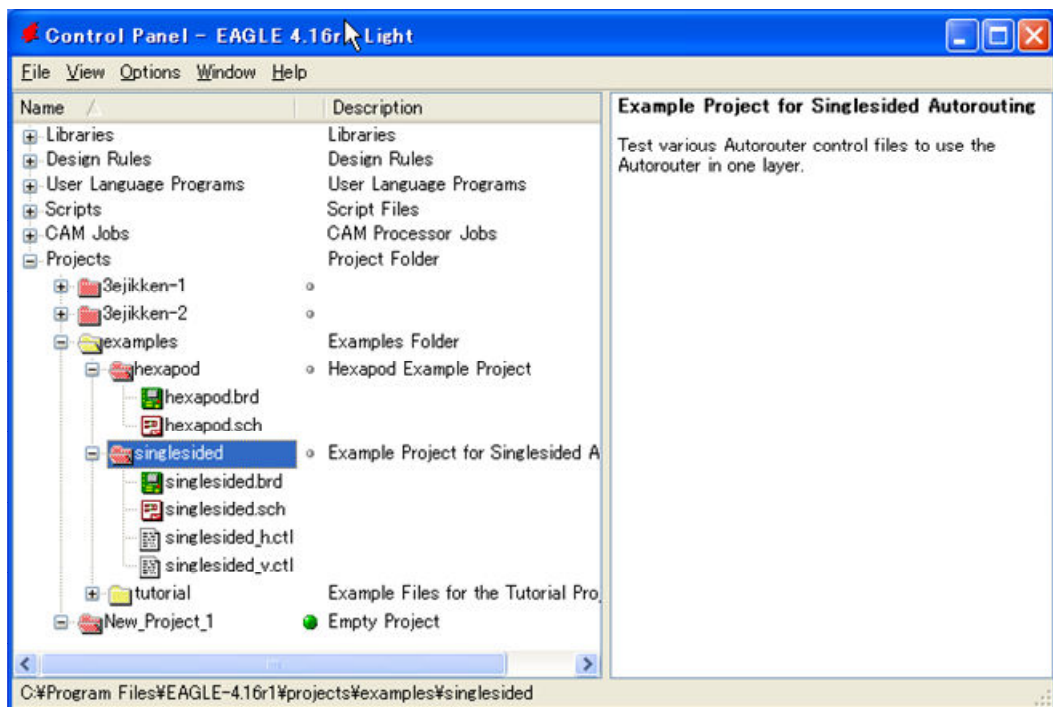 Control Panel - EAGLE 4.16r Light
File View Options Window Help
Name Description
Libraries Libraries
Design Rules Design Rules
User Language Programs User Language Programs
Scripts Script Files
CAM Jobs CAM Processor Jobs
Projects Project Folder
3ejikken-1
3ejikken-2
examples Examples Folder
hexapod Hexapod Example Project
hexapod.brd
hexapod.sch
singlesided Example Project for Singlesided A
singlesided.brd
singlesided.sch
singlesided_h.ctl
singlesided_v.ctl
tutorial Example Files for the Tutorial Pro
New_Project_1 Empty Project
Example Project for Singlesided Autorouting
Test various Autorouter control files to use the
Autorouter in one layer.
C:¥Program Files¥EAGLE-4.16r1¥projects¥examples¥singlesided